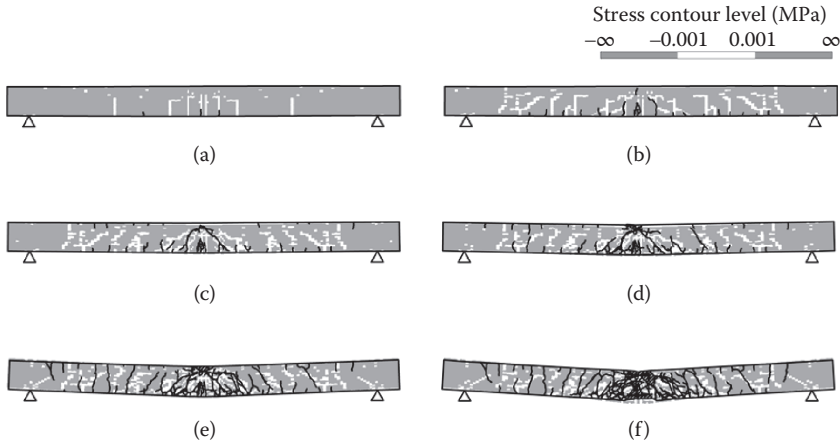 Stress contour level (MPa)
–∞ –0.001 0.001 ∞
(a) (b)
(c) (d)
(e) (f)